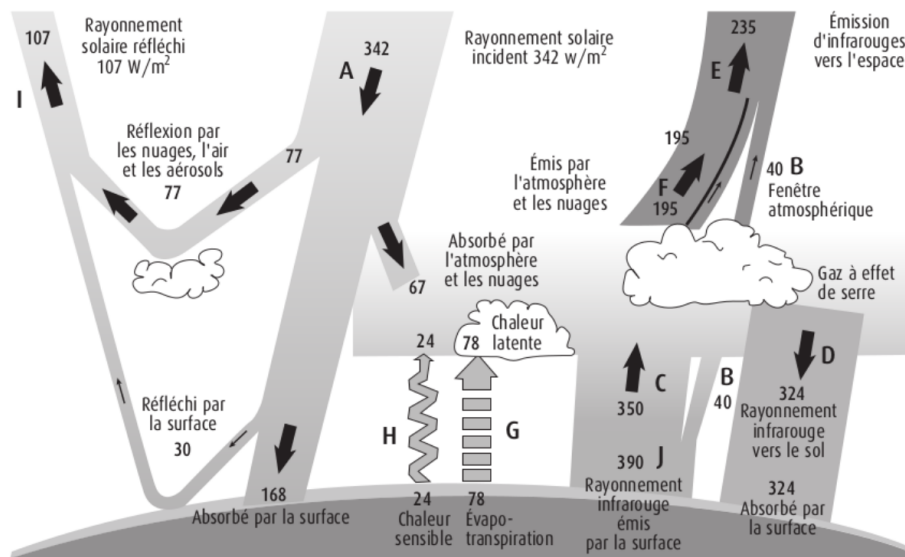 107
Rayonnement
solaire réfléchi
107 W/m²
I
342
A
Rayonnement solaire
incident 342 w/m²
235
E
Émission
d'infrarouges
vers l'espace
Réflexion par
les nuages, l'air
et les aérosols
77
77
Émis par
l'atmosphère
et les nuages
195
F
195
40 B
Fenêtre
atmosphérique
Absorbé par
l'atmosphère
et les nuages
67
Gaz à effet
de serre
24
78
Chaleur
latente
Réfléchi par
la surface
30
H
G
C
350
B
40
D
324
Rayonnement
infrarouge
vers le sol
168
Absorbé par la surface
24
Chaleur
sensible
78
Évapo-
transpiration
390 J
Rayonnement
infrarouge
émis
par la surface
324
Absorbé par
la surface